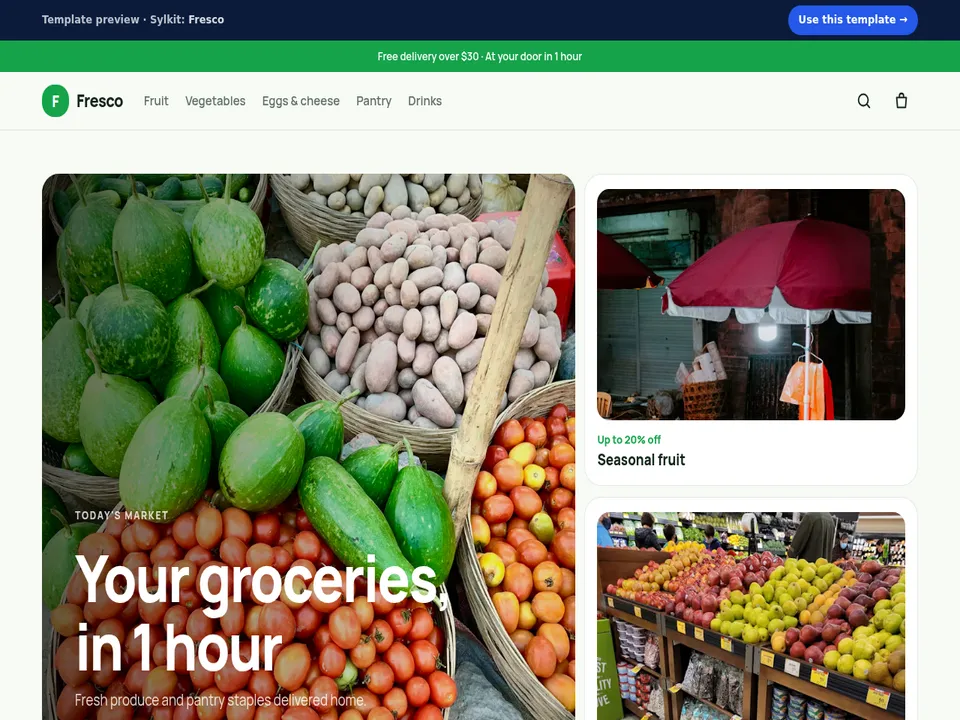 Template preview · Sylkit: Fresco
Use this template →
Free delivery over $30 · At your door in 1 hour
F
Fresco
Fruit
Vegetables
Eggs & cheese
Pantry
Drinks
TODAY'S MARKET
Your groceries,
in 1 hour
Fresh produce and pantry staples delivered home.
Up to 20% off
Seasonal fruit